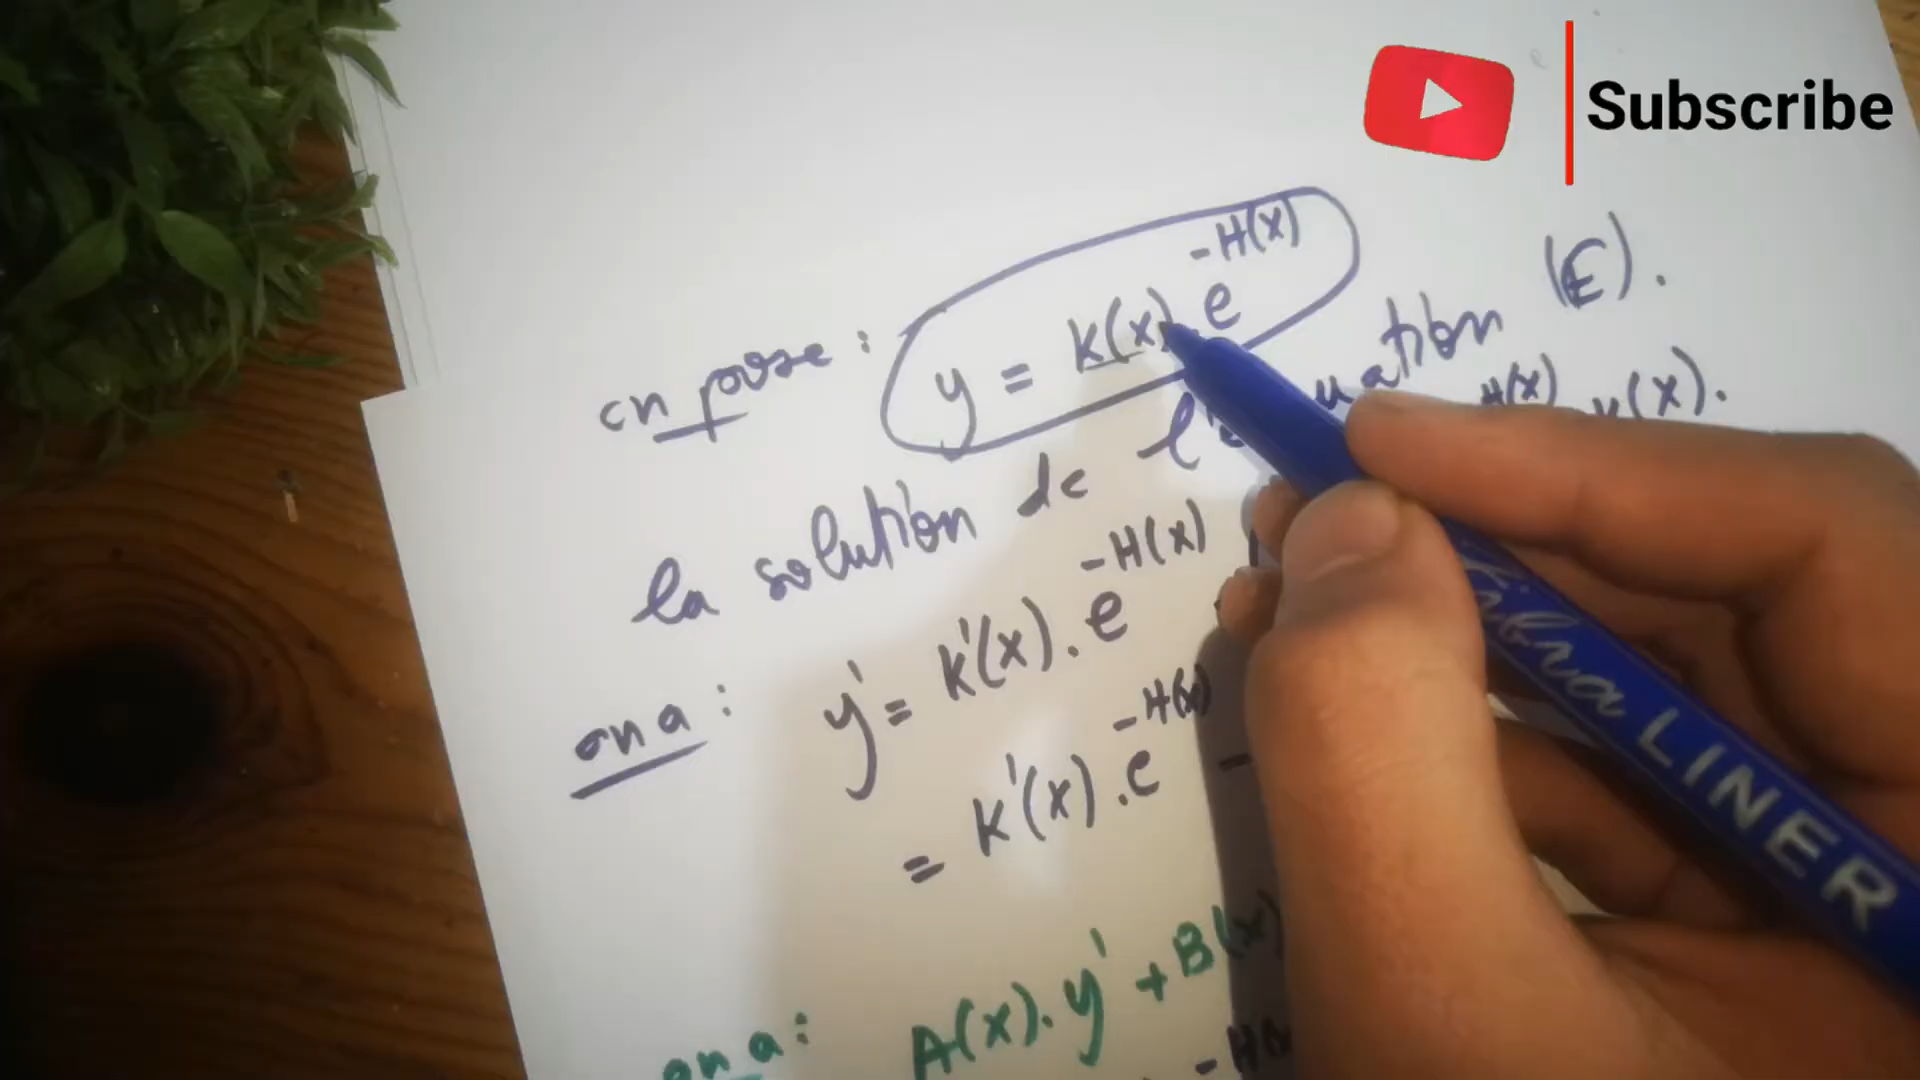 Subscribe
on pose : y = K(x).e^-H(x)
la solution de l'équation (E).
H(x) (x).
on a : y' = K'(x).e^-H(x)
= K'(x).e^-H(x) -
on a : A(x).y' + B(x)
-H(x)
LINER